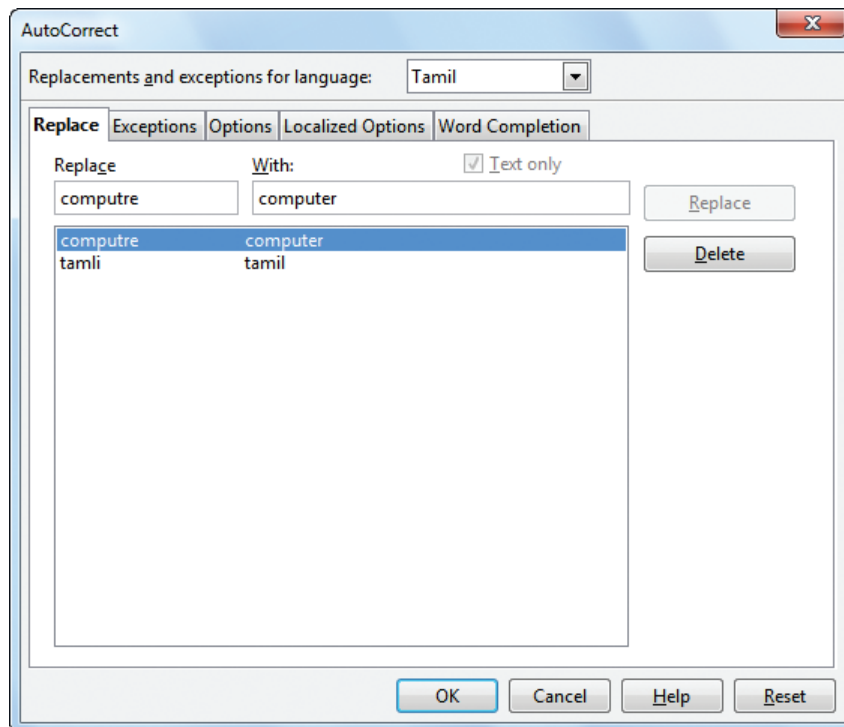 AutoCorrect
Replacements and exceptions for language: Tamil
Replace Exceptions Options Localized Options Word Completion
Replace With: Text only
computre computer Replace
computre computer
Delete
tamli tamil
OK Cancel Help Reset